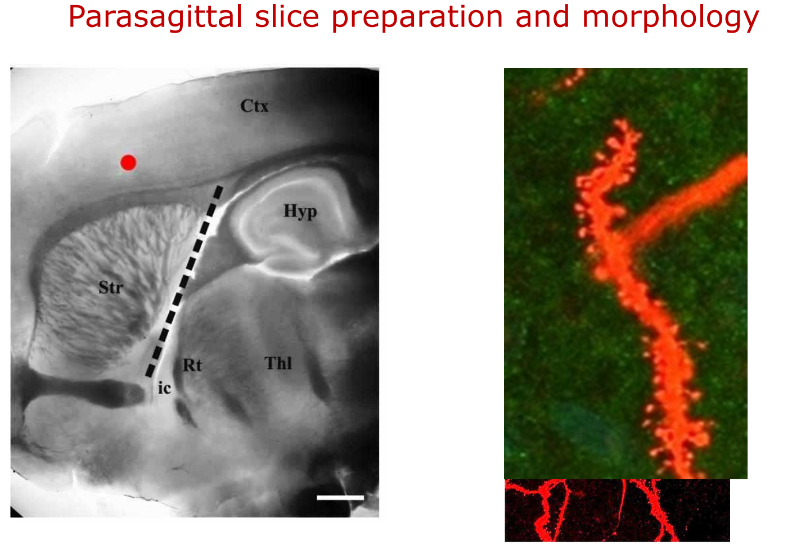 Parasagittal slice preparation and morphology
Ctx
Hyp
Str
Rt
Thl
ic